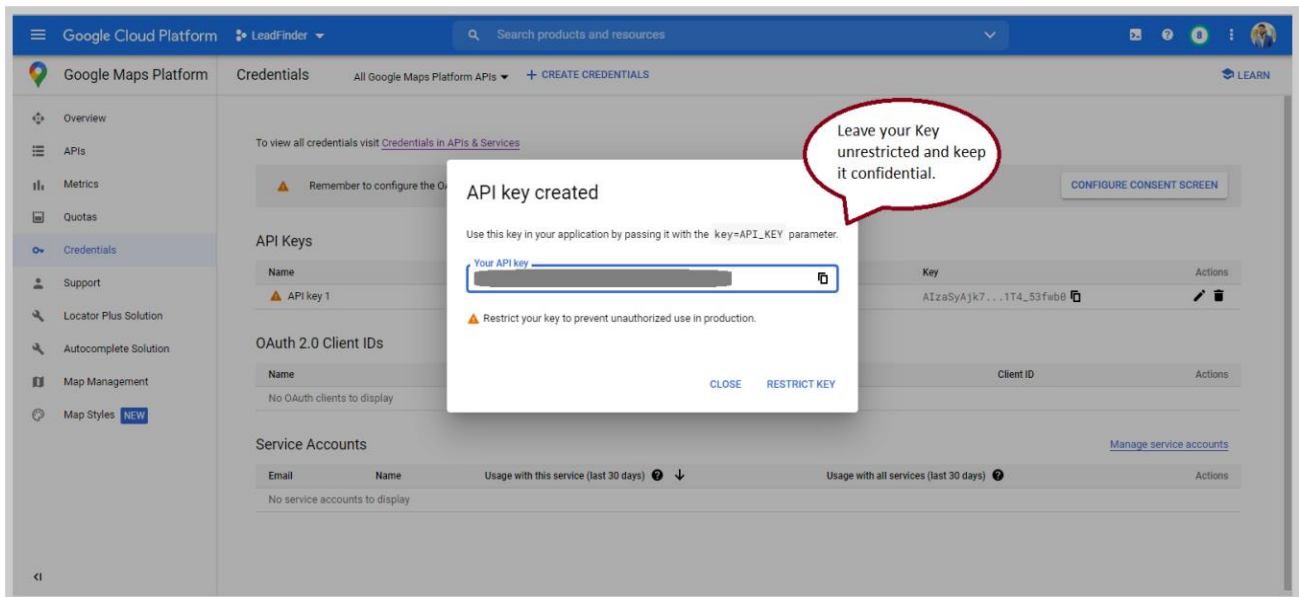 Google Cloud Platform LeadFinder Search products and resources 8
Google Maps Platform Credentials All Google Maps Platform APIs + CREATE CREDENTIALS LEARN
Overview
APIs
Metrics
Quotas
Credentials
Support
Locator Plus Solution
Autocomplete Solution
Map Management
Map Styles NEW
To view all credentials visit Credentials in APIs & Services
Remember to configure the OA
CONFIGURE CONSENT SCREEN
Leave your Key
unrestricted and keep
it confidential.
API key created
Use this key in your application by passing it with the key=API_KEY parameter.
Your API key
Restrict your key to prevent unauthorized use in production.
CLOSE RESTRICT KEY
API Keys
Name Key Actions
API key 1 AIzaSyAjk7...1T4_53fwb0
OAuth 2.0 Client IDs
Name Client ID Actions
No OAuth clients to display
Service Accounts Manage service accounts
Email Name Usage with this service (last 30 days) Usage with all services (last 30 days) Actions
No service accounts to display